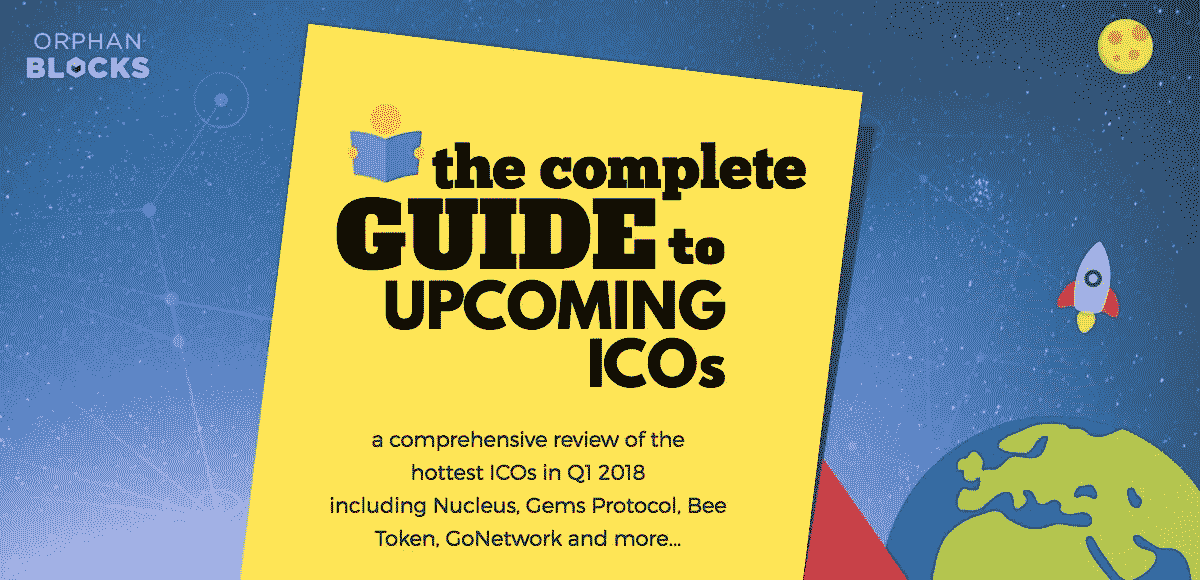 ORPHAN
BLOCKS
the complete
GUIDE to
UPCOMING
ICOs
a comprehensive review of the
hottest ICOs in Q1 2018
including Nucleus, Gems Protocol, Bee
Token, GoNetwork and more...